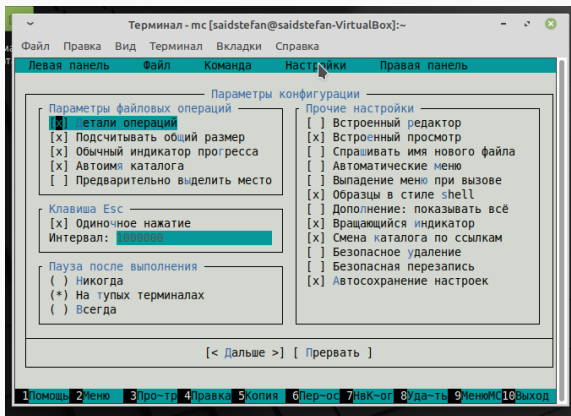 Терминал - mc [saidstefan@saidstefan-VirtualBox]:~
Файл Правка Вид Терминал Вкладки Справка
Левая панель Файл Команда Настройки Правая панель
Параметры конфигурации
Параметры файловых операций
[x] Детали операций
[x] Подсчитывать общий размер
[x] Обычный индикатор прогресса
[x] Автоимя каталога
[ ] Предварительно выделить место
Клавиша Esc
[x] Одиночное нажатие
Интервал: 1000000
Пауза после выполнения
( ) Никогда
(*) На тупых терминалах
( ) Всегда
Прочие настройки
[ ] Встроенный редактор
[x] Встроенный просмотр
[ ] Спрашивать имя нового файла
[ ] Автоматические меню
[ ] Выпадение меню при вызове
[x] Образцы в стиле shell
[ ] Дополнение: показывать всё
[x] Вращающийся индикатор
[x] Смена каталога по ссылкам
[ ] Безопасное удаление
[ ] Безопасная перезапись
[x] Автосохранение настроек
[< Дальше >] [ Прервать ]
1Помощь 2Меню 3Про~тр 4Правка 5Копия 6Пер~ос 7НвК~ог 8Уда~ть 9МенюМС 10Выход